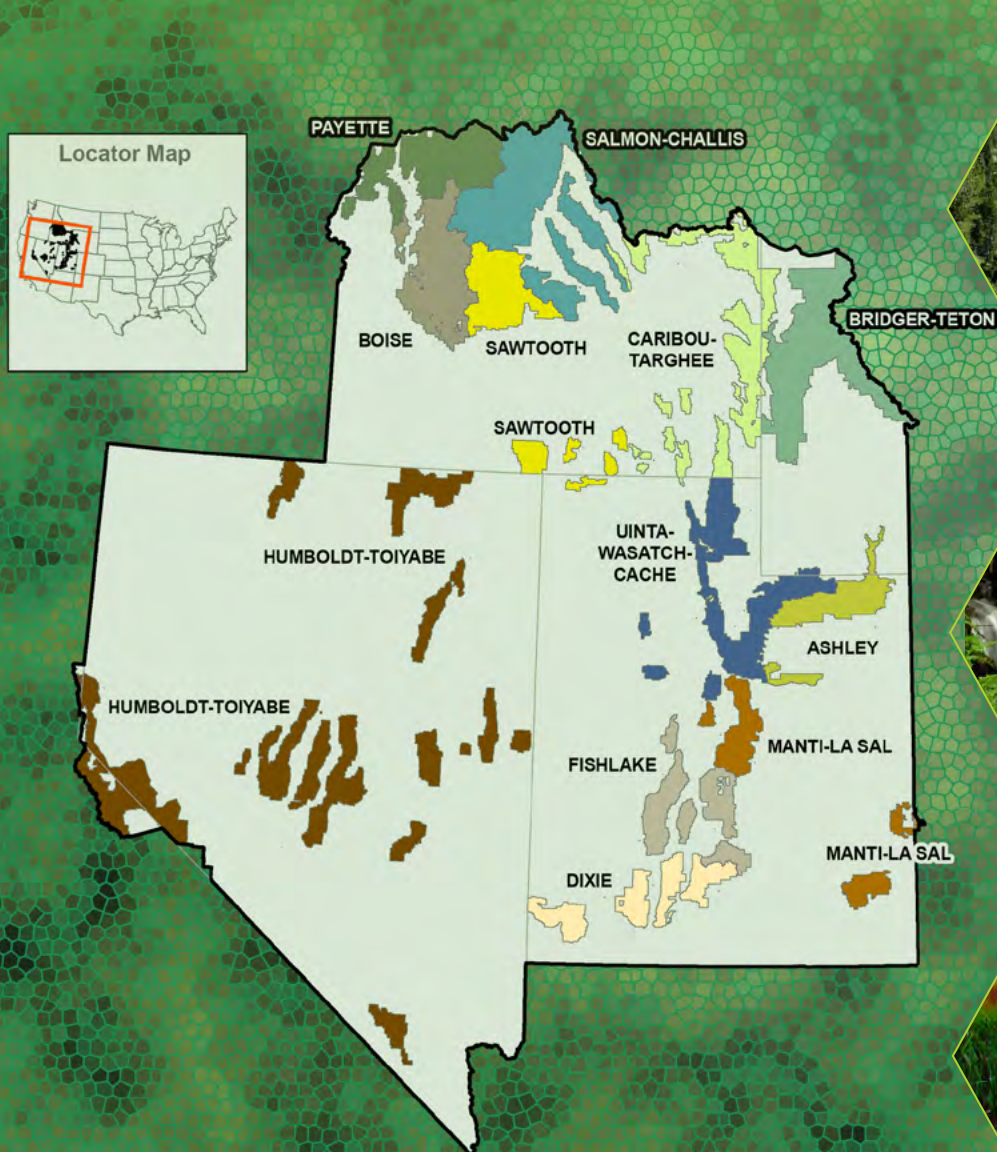 PAYETTE
SALMON-CHALLIS
Locator Map
BRIDGER-TETON
BOISE
SAWTOOTH
CARIBOU-
TARGHEE
SAWTOOTH
HUMBOLDT-TOIYABE
UINTA-
WASATCH-
CACHE
ASHLEY
HUMBOLDT-TOIYABE
MANTI-LA SAL
FISHLAKE
MANTI-LA SAL
DIXIE